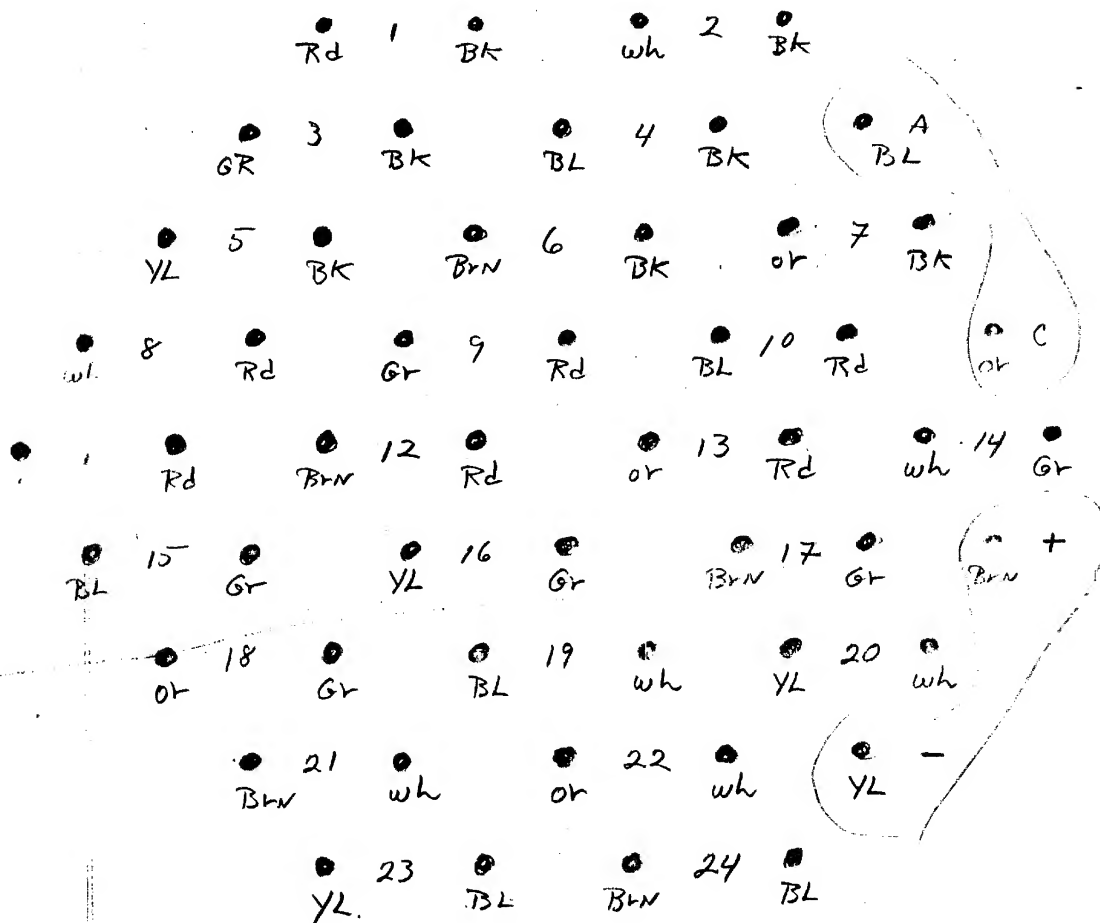 1 2
Rd BK wh BK
3 4 A
GR BK BL BK BL
5 6 7
YL BK BrN BK or BK
8 9 10 C
Rd Gr Rd BL Rd or
12 13 14
Rd BrN Rd or Rd wh Gr
15 16 17 +
BL Gr YL Gr BrN Gr BrN
18 19 20
or Gr BL wh YL wh
21 22 -
BrN wh or wh YL
23 24
YL. BL BrN BL